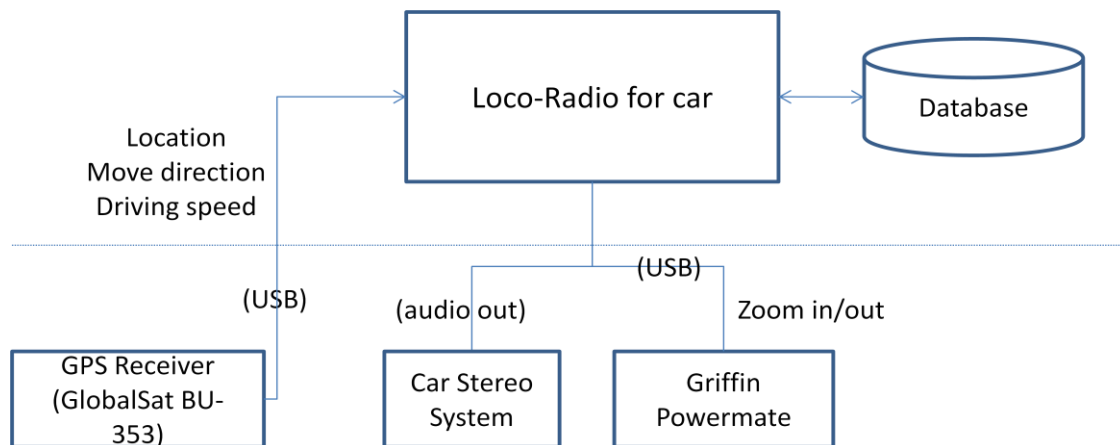 Loco-Radio for car
Database
Location
Move direction
Driving speed
(USB)
(USB)
(audio out)
Zoom in/out
GPS Receiver
(GlobalSat BU-
353)
Car Stereo
System
Griffin
Powermate